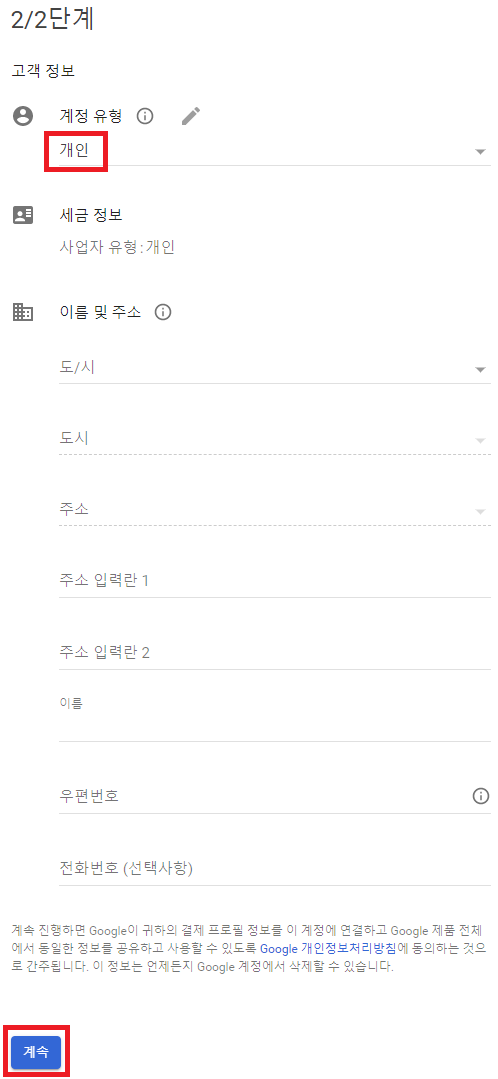 2/2단계
고객 정보
계정 유형
개인
세금 정보
사업자 유형:개인
이름 및 주소
도/시
도시
주소
주소 입력란 1
주소 입력란 2
이름
우편번호
전화번호 (선택사항)
계속 진행하면 Google이 귀하의 결제 프로필 정보를 이 계정에 연결하고 Google 제품 전체
에서 동일한 정보를 공유하고 사용할 수 있도록 Google 개인정보처리방침에 동의하는 것으
로 간주됩니다. 이 정보는 언제든지 Google 계정에서 삭제할 수 있습니다.
계속